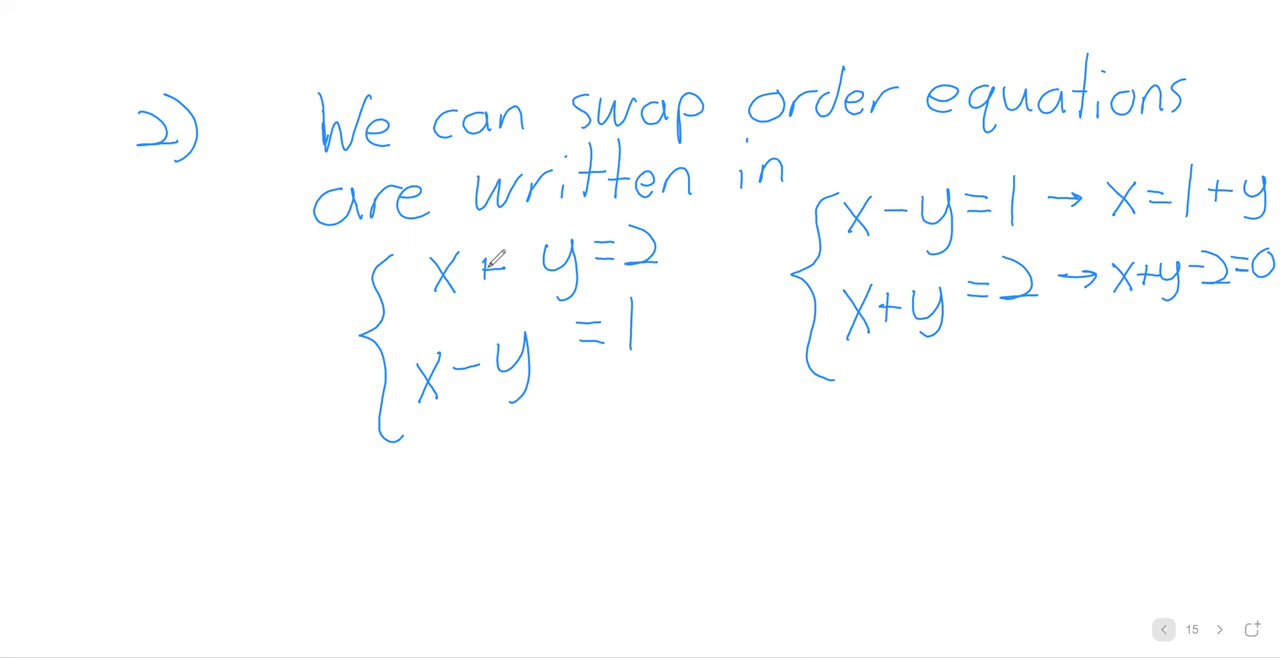 2) We can swap order equations
are written in
x + y = 2
x - y = 1
x - y = 1 → x = 1 + y
x + y = 2 → x + y - 2 = 0
15